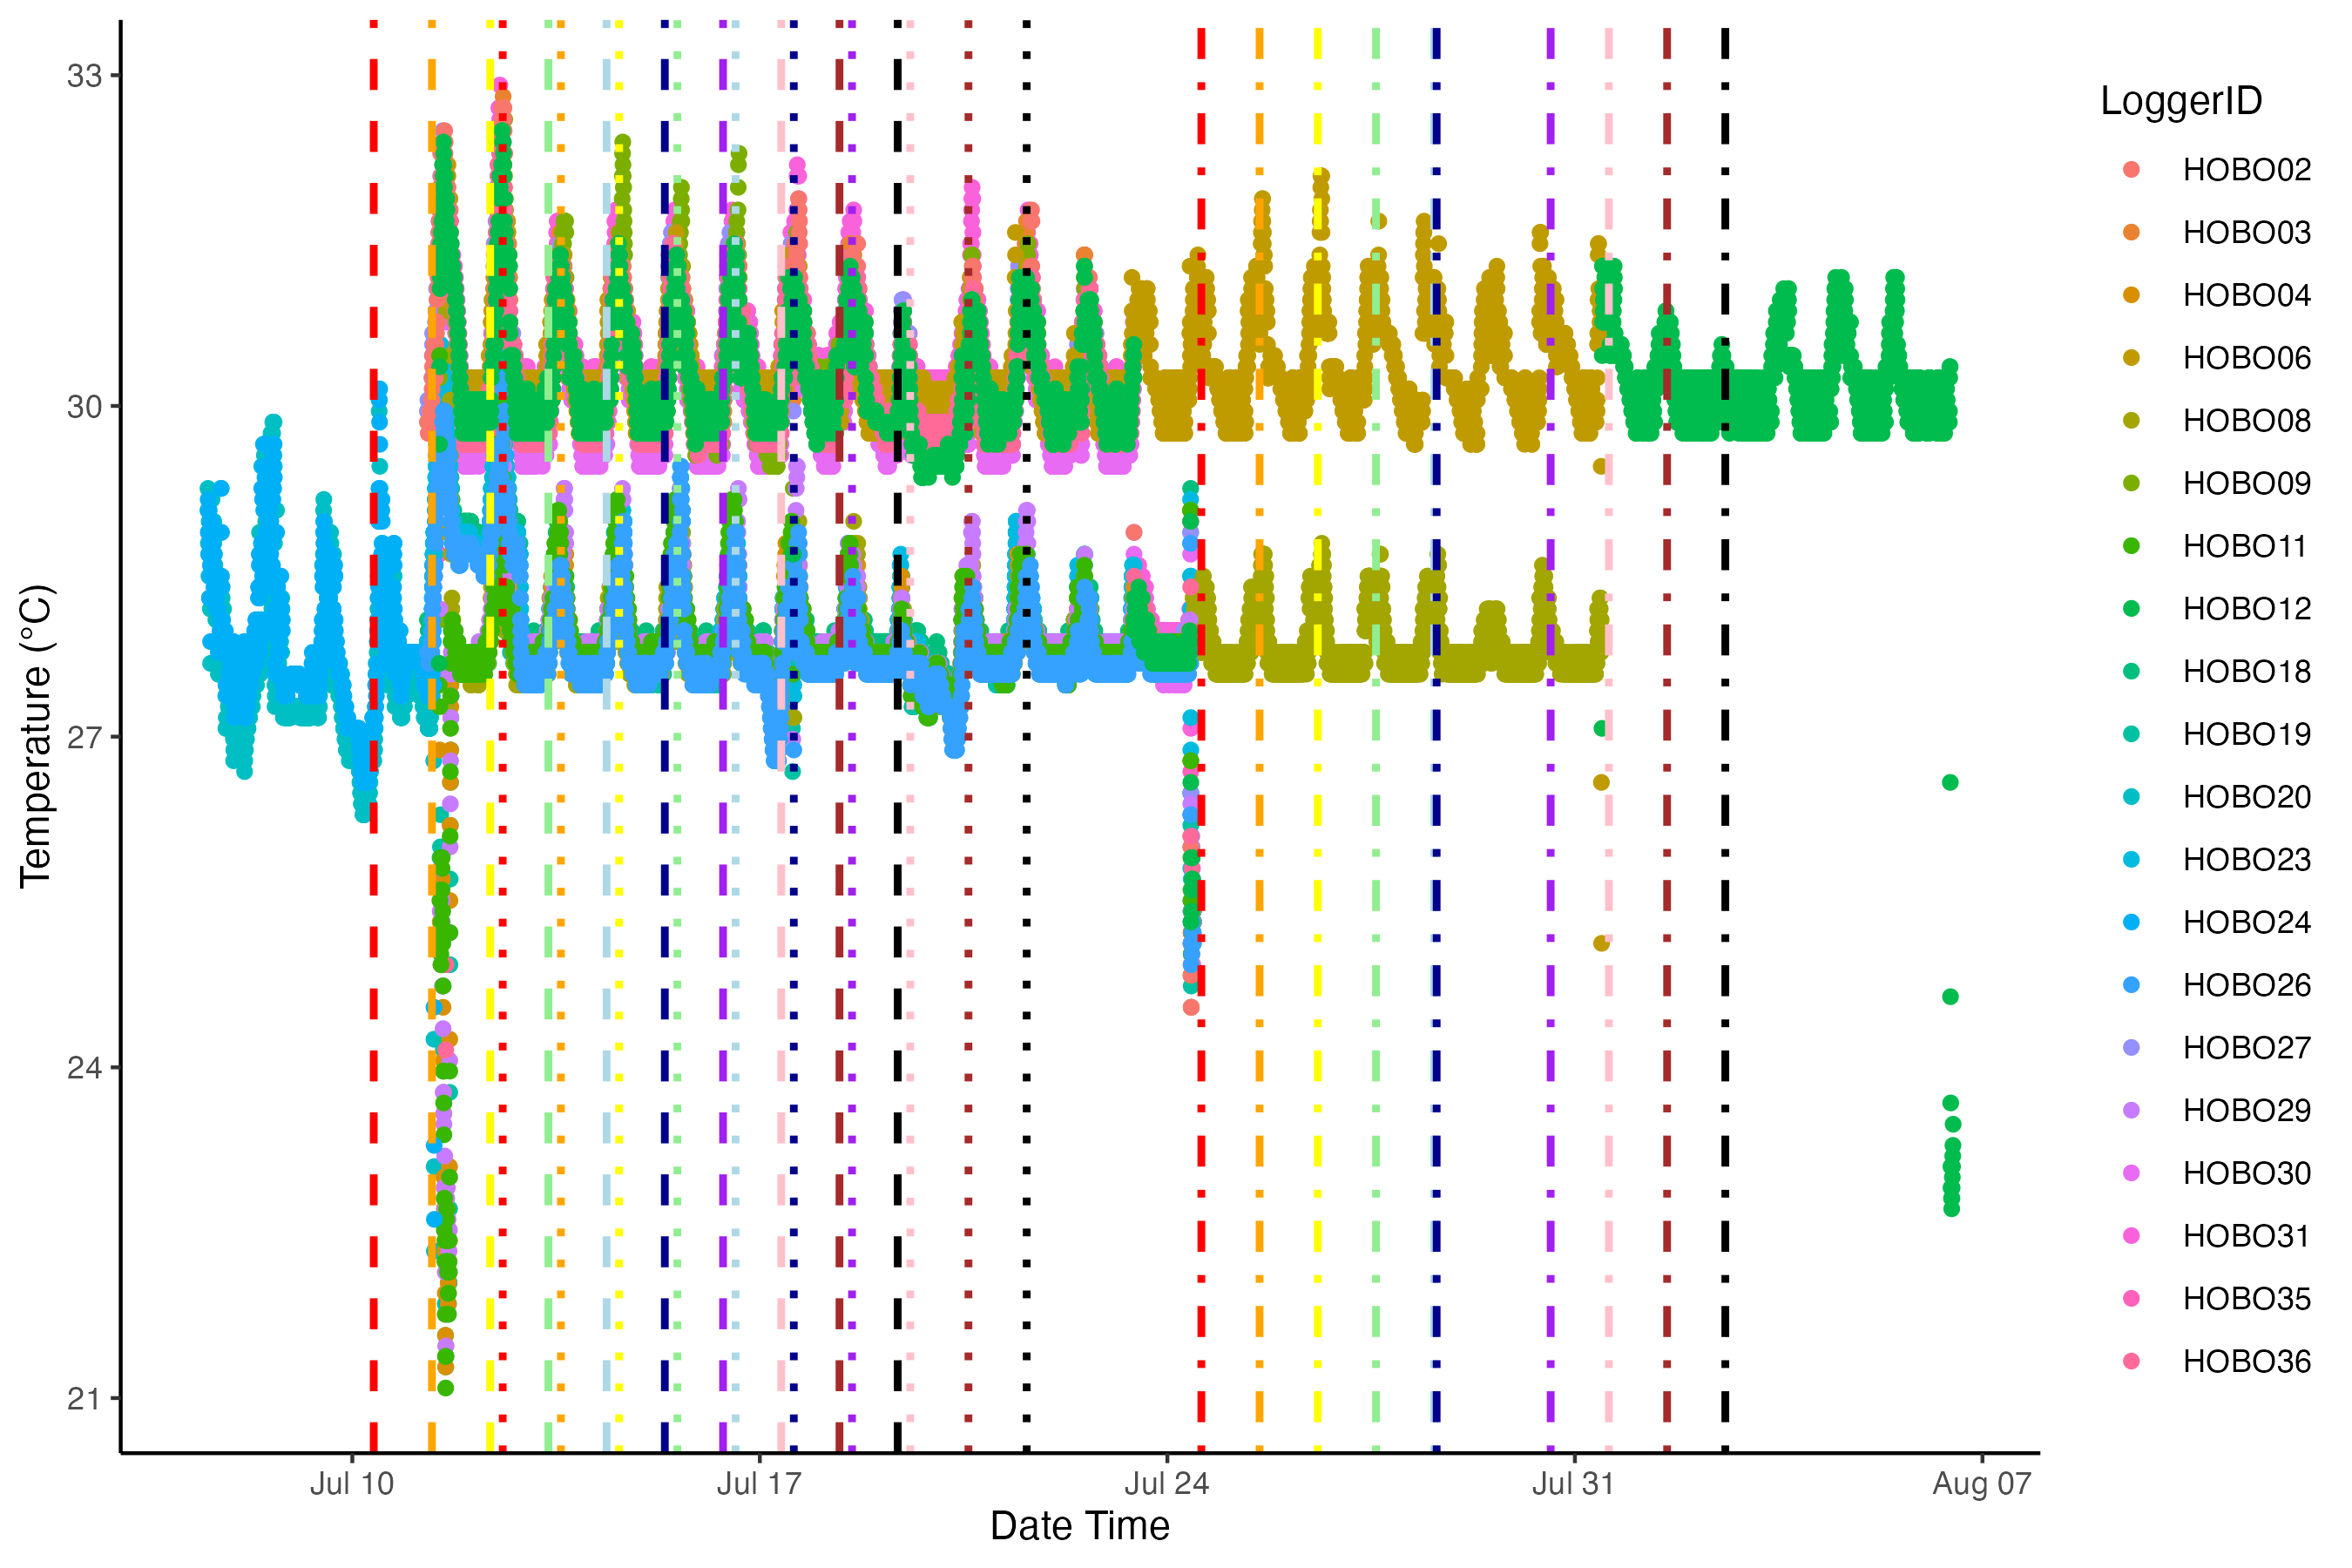 33
30
27
24
21
Temperature (°C)
Jul 10
Jul 17
Jul 24
Jul 31
Aug 07
Date Time
LoggerID
HOBO02
HOBO03
HOBO04
HOBO06
HOBO08
HOBO09
HOBO11
HOBO12
HOBO18
HOBO19
HOBO20
HOBO23
HOBO24
HOBO26
HOBO27
HOBO29
HOBO30
HOBO31
HOBO35
HOBO36